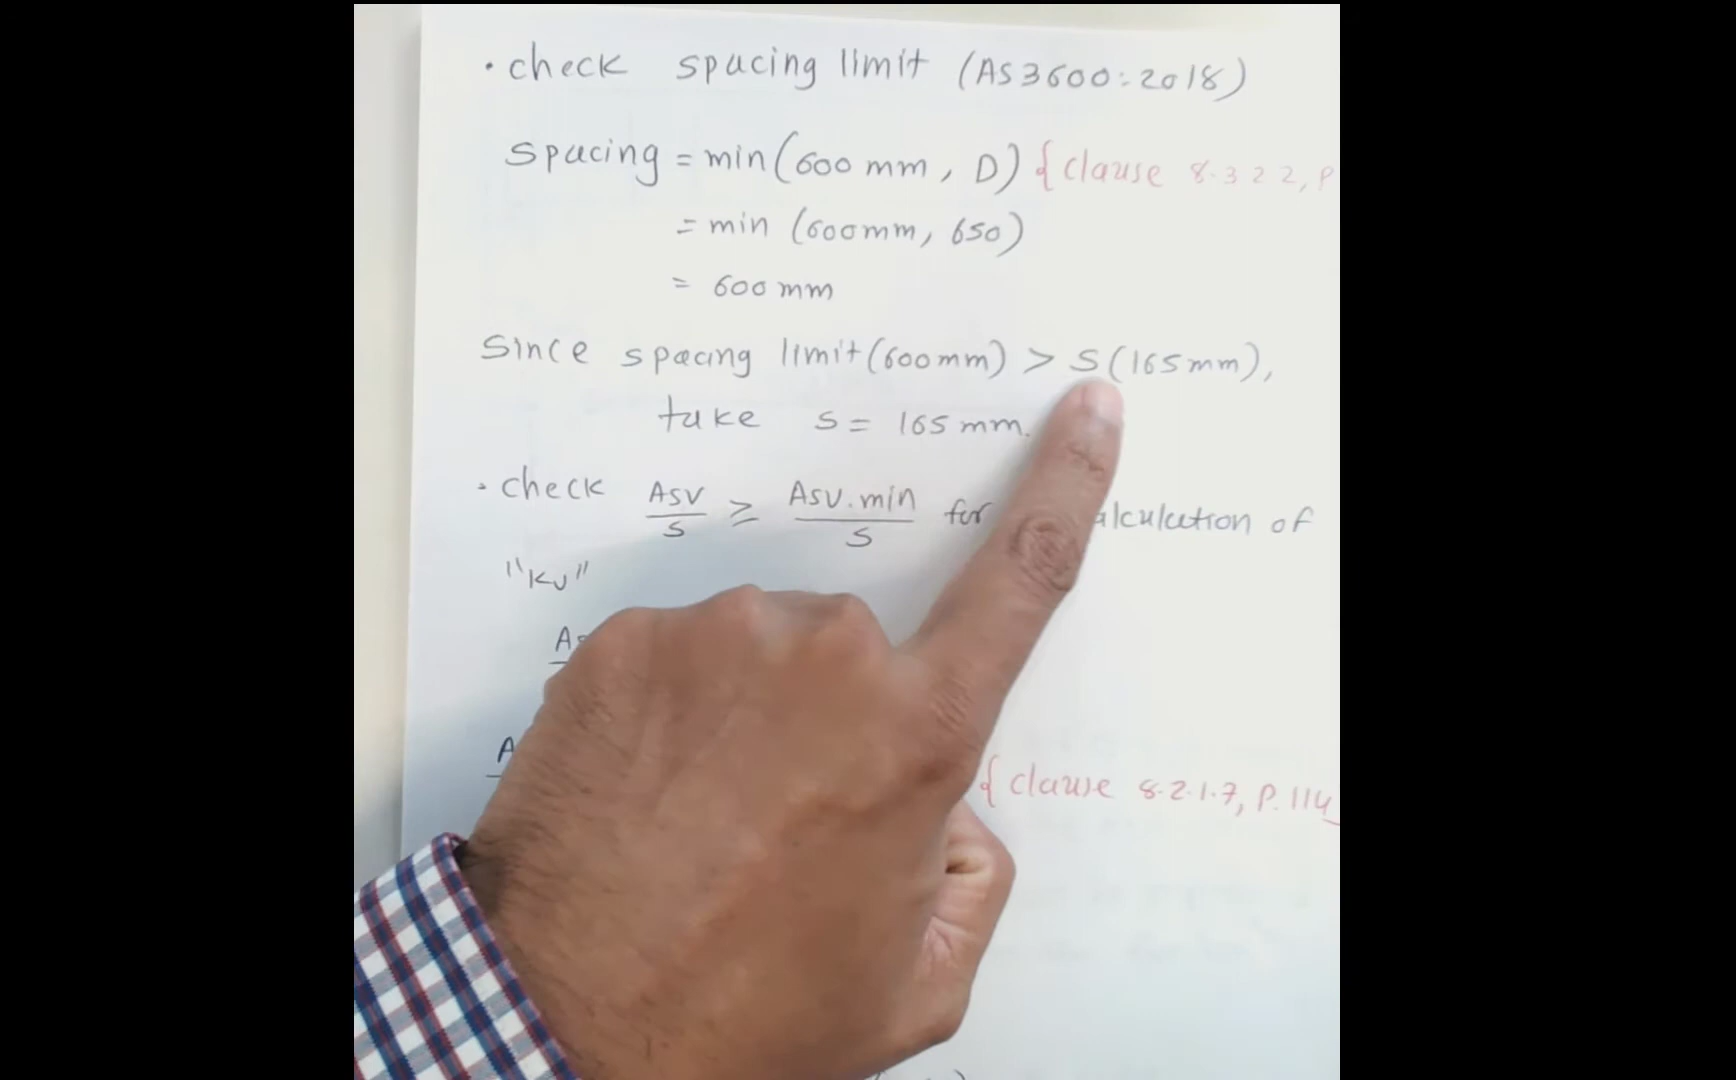 • check spacing limit (AS3600:2018)
spacing = min(600 mm, D) {clause 8.3 2 2, P
= min (600mm, 650)
= 600 mm
Since spacing limit(600mm) > S(165mm),
take s = 165 mm.
• check Asv/s ≥ Asv.min/s for alculation of
"Kv"
As
A
{clause 8.2.1.7, P.114